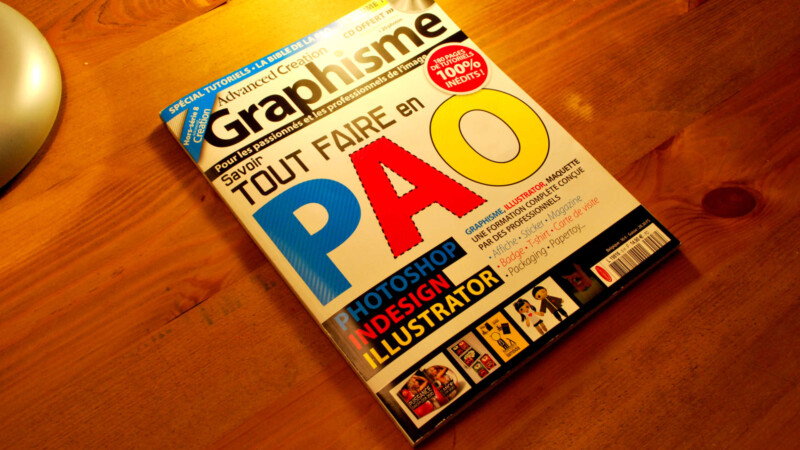 SPÉCIAL TUTORIELS • LA BIBLE DE LA
CD OFFERT
Hors-série
Création
Advanced Creation
Graphisme
Pour les passionnés et les professionnels de l'image
180 PAGES
DE TUTORIELS
100%
INÉDITS !
Savoir
TOUT FAIRE en
PAO
GRAPHISME, ILLUSTRATOR, MAQUETTE
UNE FORMATION COMPLÈTE CONÇUE
PAR DES PROFESSIONNELS
• Affiche • Sticker • Magazine
• Badge • T-shirt • Carte de visite
• Packaging • Papertoy...
PHOTOSHOP
INDESIGN
ILLUSTRATOR